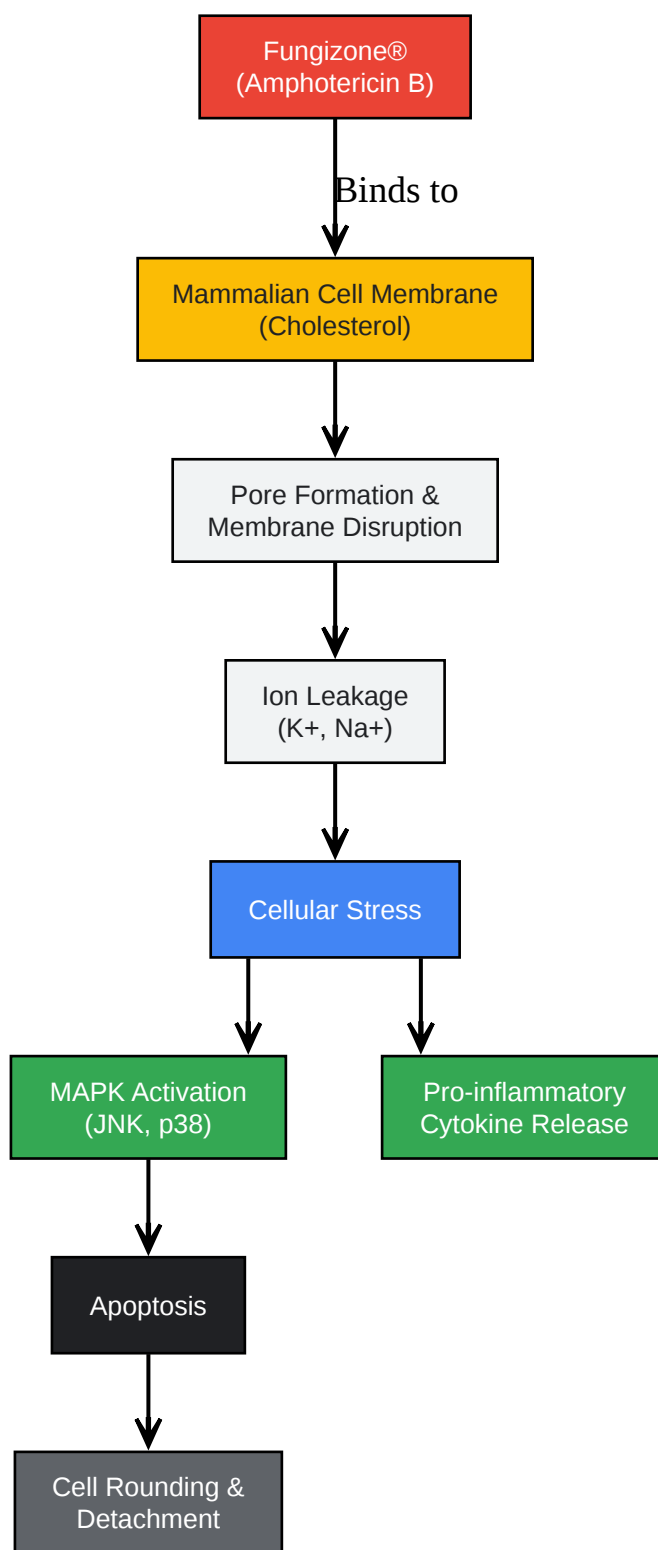 Fungizone®
(Amphotericin B)
Binds to
Mammalian Cell Membrane
(Cholesterol)
Pore Formation &
Membrane Disruption
Ion Leakage
(K+, Na+)
Cellular Stress
MAPK Activation
(JNK, p38)
Pro-inflammatory
Cytokine Release
Apoptosis
Cell Rounding &
Detachment